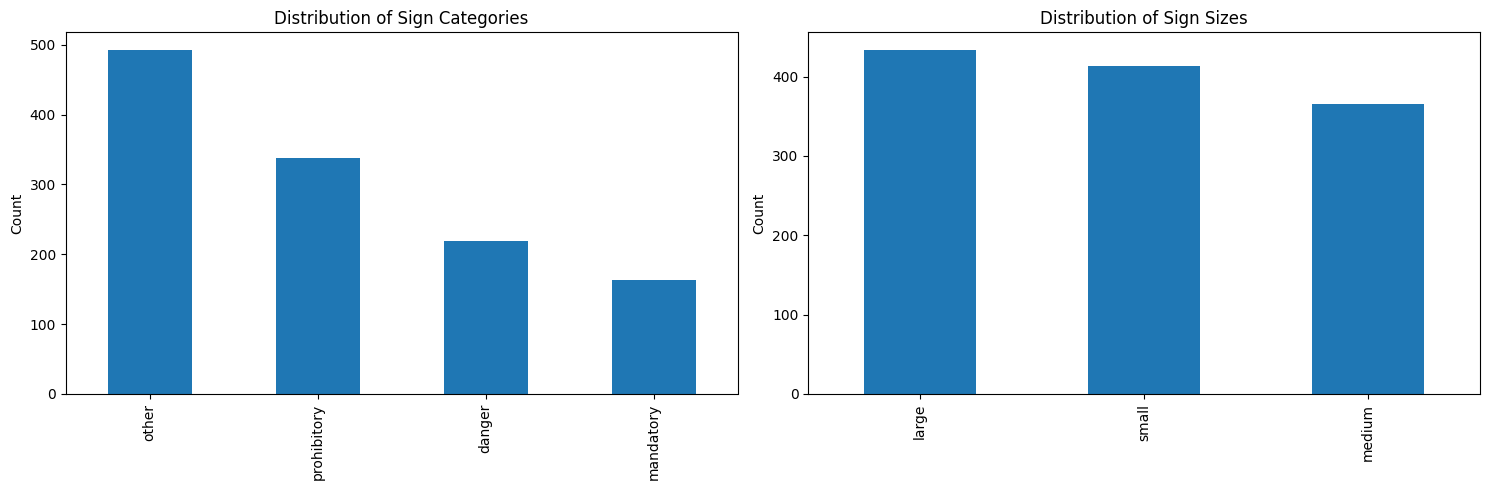 Distribution of Sign Categories
500
400
300
200
100
0
Count
other
prohibitory
danger
mandatory
Distribution of Sign Sizes
400
300
200
100
0
Count
large
small
medium